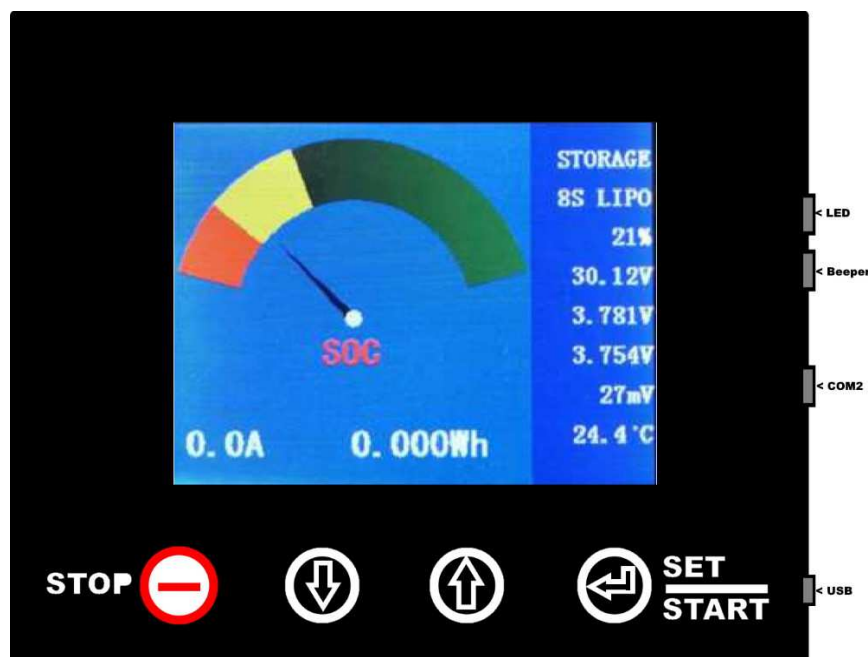 STORAGE
8S LIPO
21%
30.12V
3.781V
3.754V
27mV
24.4°C
SOC
0.0A 0.000Wh
< LED
< Beeper
< COM2
< USB
STOP
SET
START